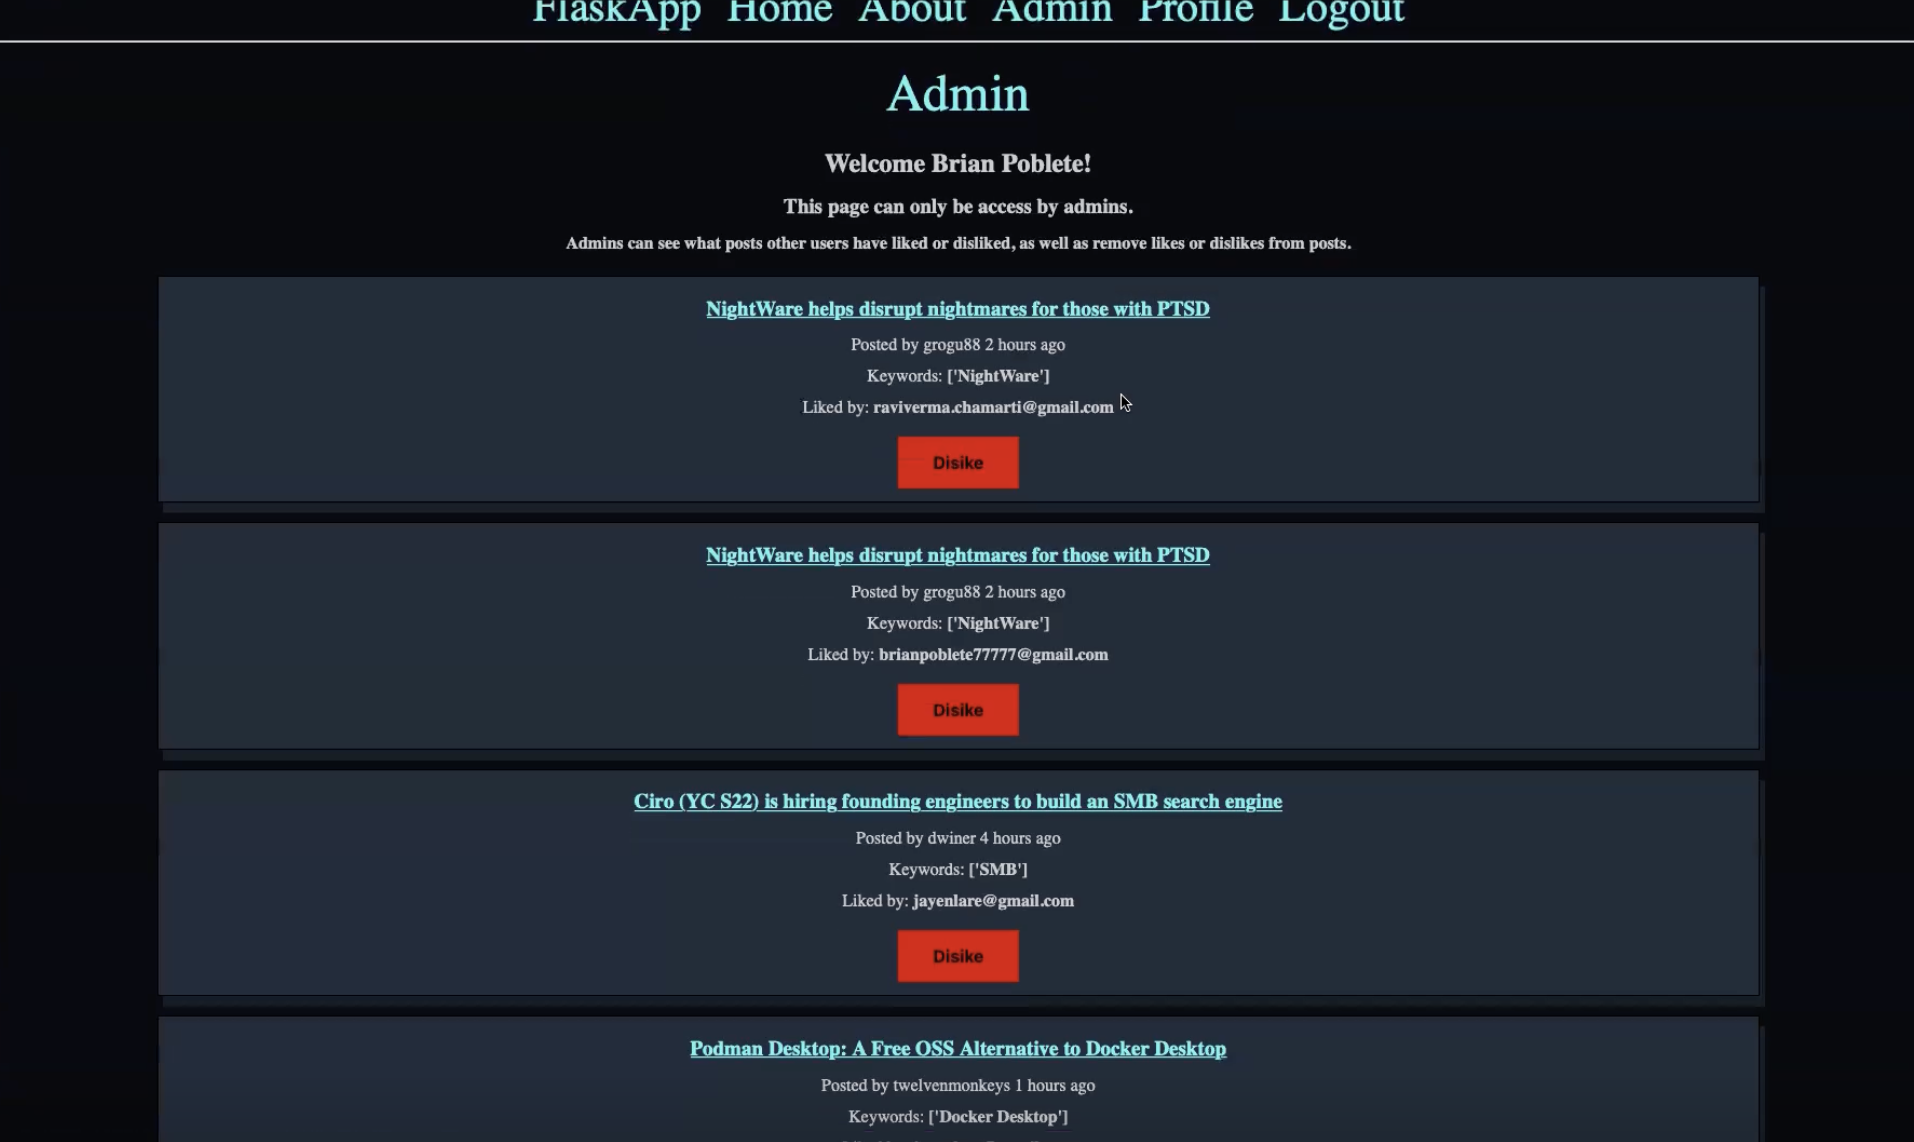 FlaskApp Home About Admin Profile Logout
Admin
Welcome Brian Poblete!
This page can only be access by admins.
Admins can see what posts other users have liked or disliked, as well as remove likes or dislikes from posts.
NightWare helps disrupt nightmares for those with PTSD
Posted by grogu88 2 hours ago
Keywords: ['NightWare']
Liked by: raviverma.chamarti@gmail.com
Disike
NightWare helps disrupt nightmares for those with PTSD
Posted by grogu88 2 hours ago
Keywords: ['NightWare']
Liked by: brianpoblete77777@gmail.com
Disike
Ciro (YC S22) is hiring founding engineers to build an SMB search engine
Posted by dwiner 4 hours ago
Keywords: ['SMB']
Liked by: jayenlare@gmail.com
Disike
Podman Desktop: A Free OSS Alternative to Docker Desktop
Posted by twelvenmonkeys 1 hours ago
Keywords: ['Docker Desktop']